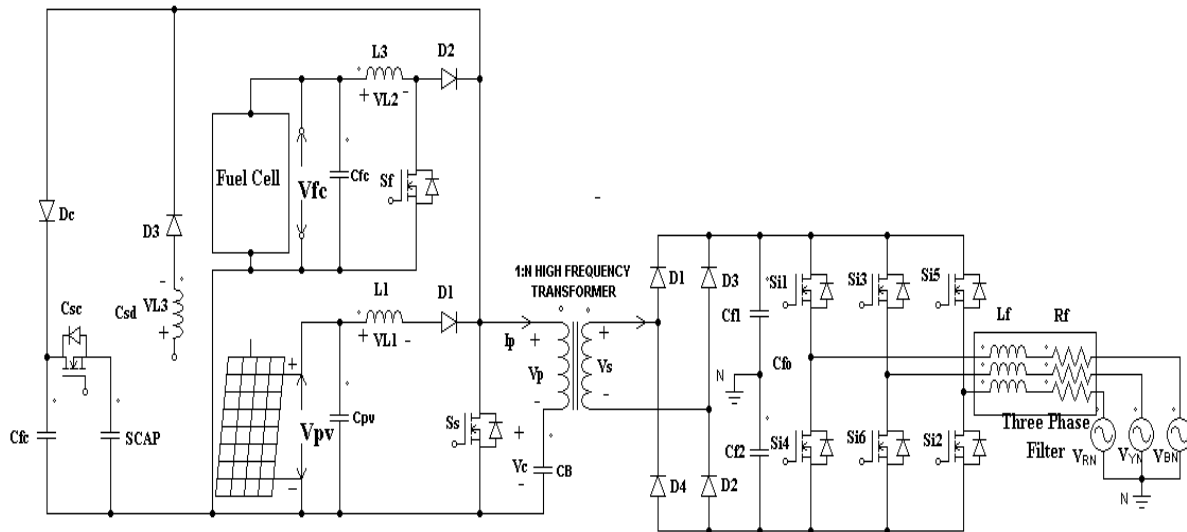 L3
D2
+ VL2 -
Fuel Cell
Vfc
Cfc
Sf
Dc
D3
-
VL3
+
Csd
Csc
Cfc
SCAP
L1
D1
+ VL1 -
+
Vpv
-
Cpv
1:N HIGH FREQUENCY
TRANSFORMER
Ip
+
Vp
-
+
Vs
-
Ss
+
Vc
-
CB
D1
D3
D4
D2
Cf1
Cf2
Cfo
N
Si1
Si3
Si5
Si4
Si6
Si2
Lf
Rf
Three Phase
Filter
VRN
VYN
VBN
N